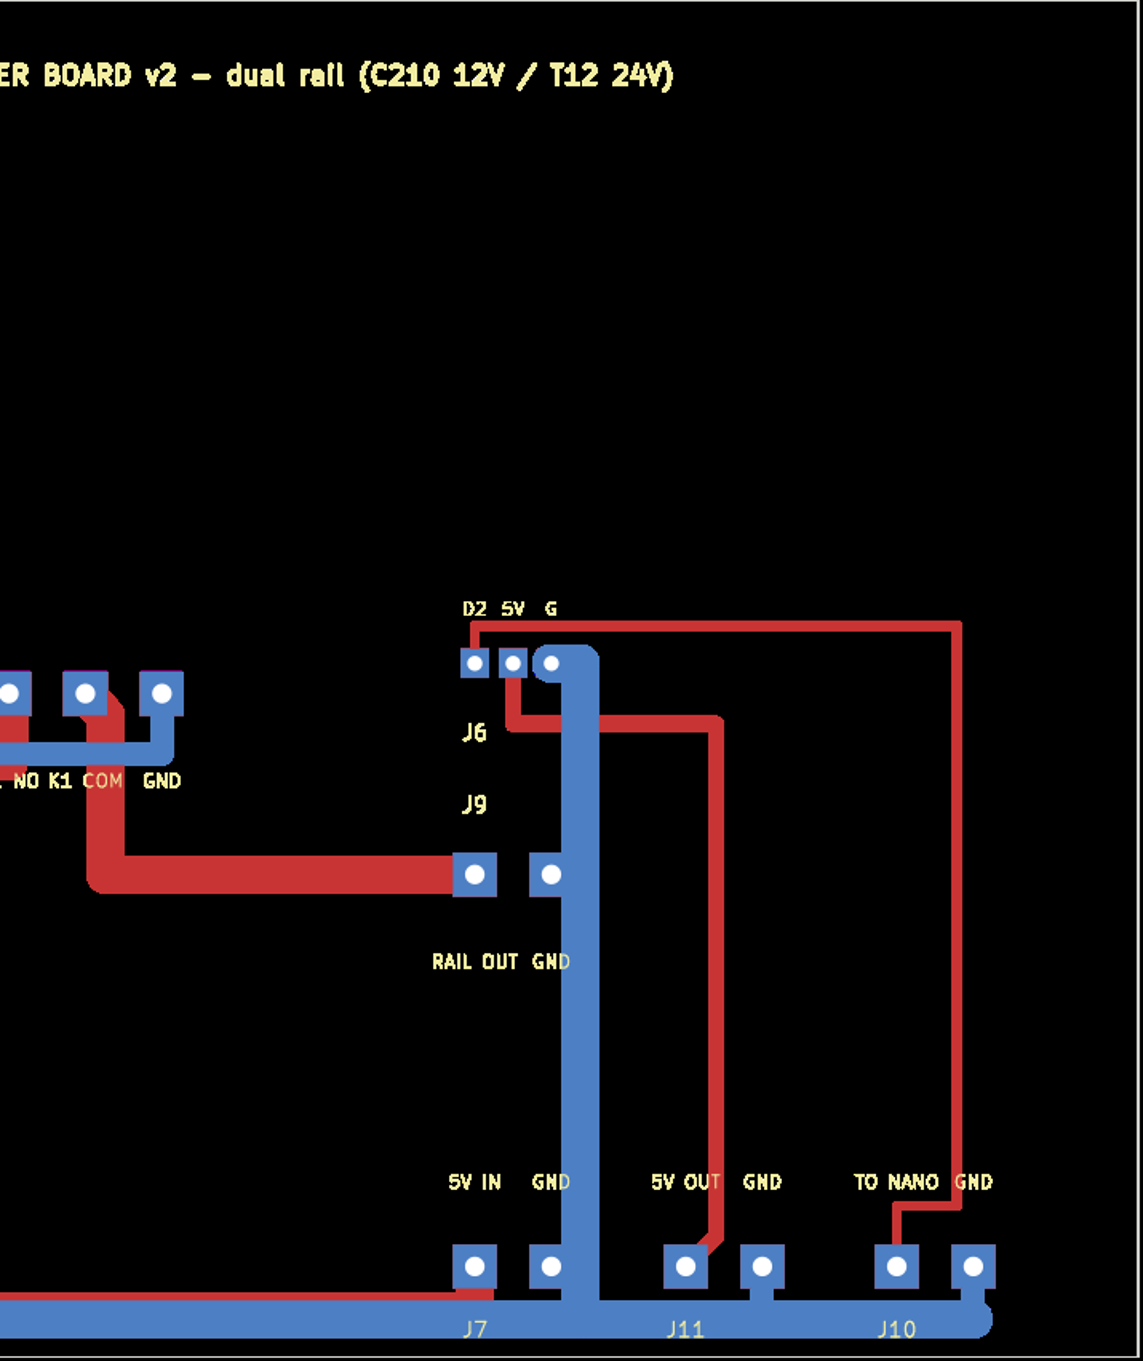 ER BOARD v2 – dual rail (C210 12V / T12 24V)
D2 5V G
J6
NO K1 COM GND
J9
RAIL OUT GND
5V IN GND 5V OUT GND TO NANO GND
J7 J11 J10